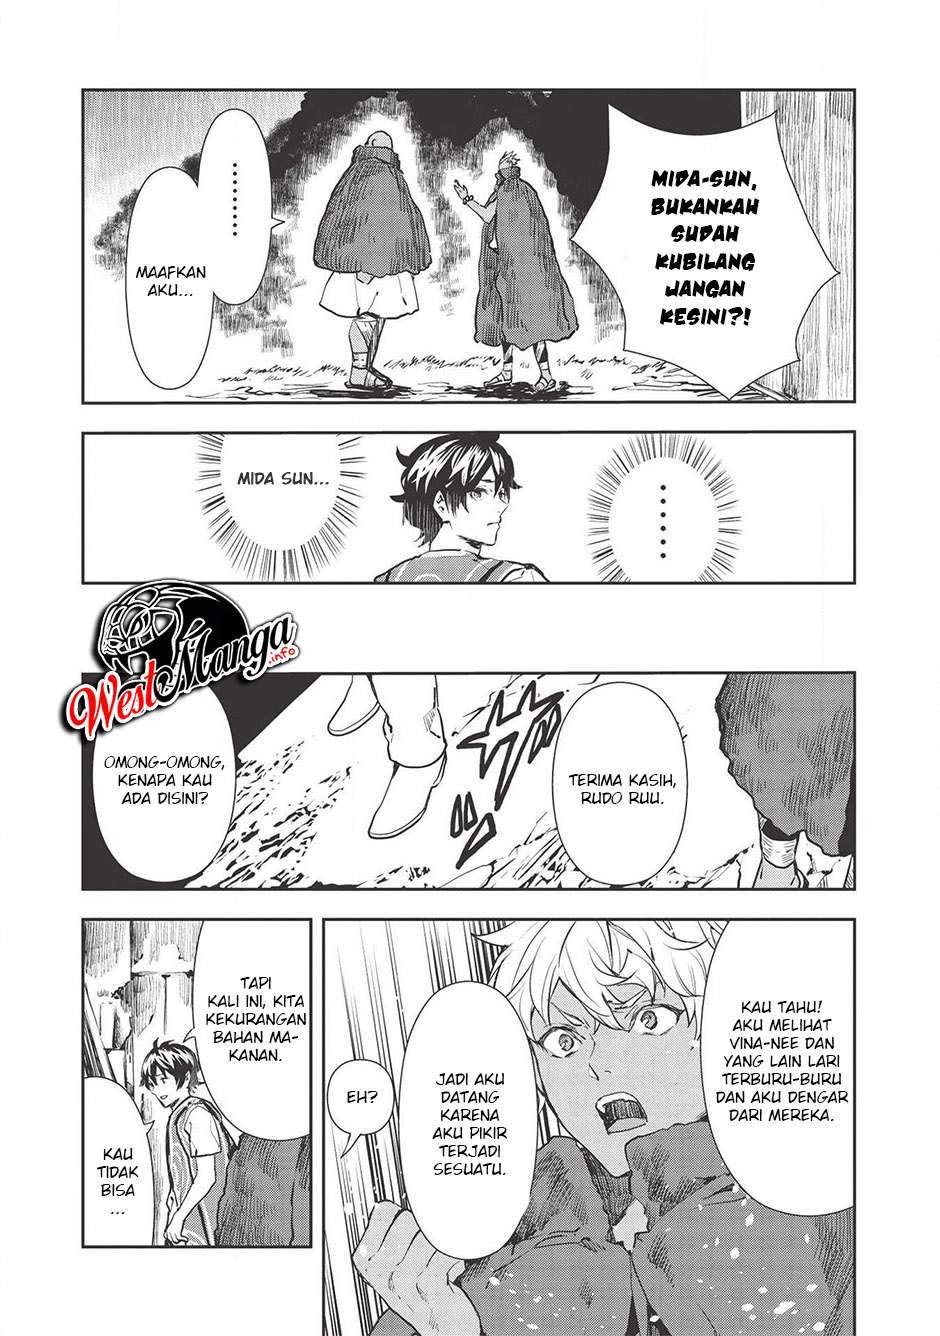 MIDA-SUN,
BUKANKAH
SUDAH
KUBILANG
JANGAN
KESINI?!
........
MAAFKAN
AKU...
.....
MIDA SUN...
TERIMA KASIH,
RUDO RUU.
OMONG-OMONG,
KENAPA KAU
ADA DISINI?
WestManga
.info
KAU TAHU!
AKU MELIHAT
VINA-NEE DAN
YANG LAIN LARI
TERBURU-BURU
DAN AKU DENGAR
DARI MEREKA.
JADI AKU
DATANG
KARENA
AKU PIKIR
TERJADI
SESUATU.
EH?
TAPI
KALI INI, KITA
KEKURANGAN
BAHAN MA-
KANAN.
KAU
TIDAK
BISA
...